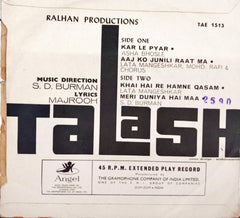 RALHAN PRODUCTIONS
TAE 1513
SIDE ONE
KAR LE PYAR •
ASHA BHOSLE
AAJ KO JUNLI RAAT MA •
LATA MANGESHKAR, MOHD. RAFI &
CHORUS
SIDE TWO
KHAI HAI RE HAMNE QASAM •
LATA MANGESHKAR
MERI DUNIYA HAI MAA
S. D. BURMAN
MUSIC DIRECTION
S. D. BURMAN
LYRICS
MAJROOH
TALASH
Angel
45 R.P.M. EXTENDED PLAY RECORD
THE GRAMOPHONE COMPANY OF INDIA LIMITED,